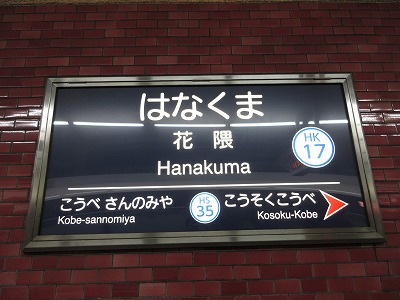 はなくま
花隈
Hanakuma
HK
17
こうべ さんのみや
Kobe-sannomiya
HS
35
こうそくこうべ
Kosoku-Kobe